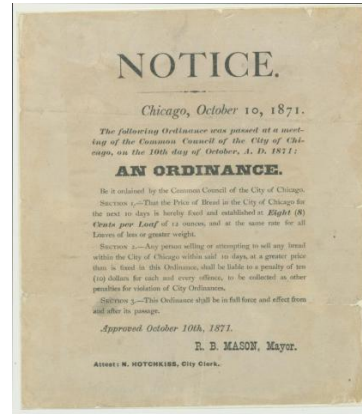 NOTICE.
Chicago, October 10, 1871.
The following Ordinance was passed at a meet-
ing of the Common Council of the City of Chi-
cago, on the 10th day of October, A. D. 1871:
AN ORDINANCE.
Be it ordained by the Common Council of the City of Chicago.
SECTION 1.—That the Price of Bread in the City of Chicago for
the next 10 days is hereby fixed and established at Eight (8)
Cents per Loaf of 12 ounces, and at the same rate for all
Loaves of less or greater weight.
SECTION 2.—Any person selling or attempting to sell any bread
within the City of Chicago within said 10 days, at a greater price
than is fixed in this Ordinance, shall be liable to a penalty of ten
(10) dollars for each and every offence, to be collected as other
penalties for violation of City Ordinances.
SECTION 3.—This Ordinance shall be in full force and effect from
and after its passage.
Approved October 10th, 1871.
R. B. MASON, Mayor.
Attest: H. HOTCHKISS, City Clerk.